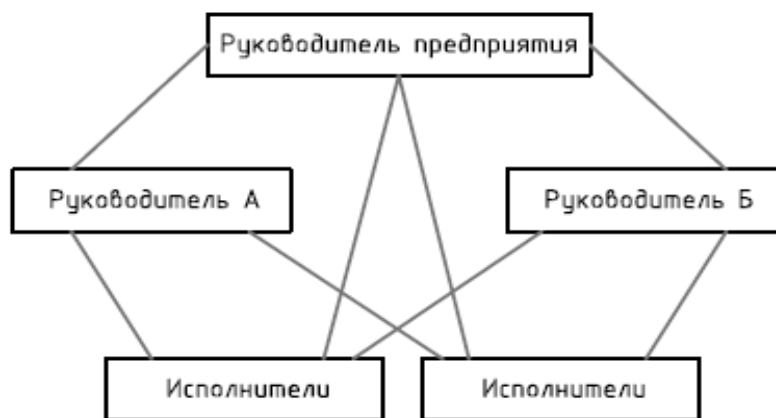 Руководитель предприятия
Руководитель А
Руководитель Б
Исполнители
Исполнители